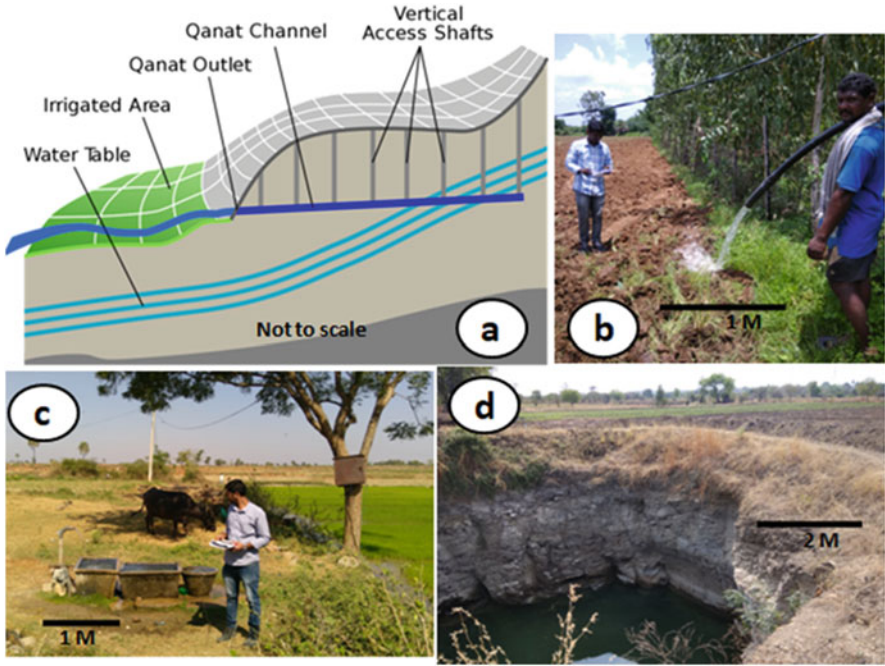 Vertical
Access Shafts
Qanat Channel
Qanat Outlet
Irrigated Area
Water Table
Not to scale
a
b
1 M
c
1 M
d
2 M